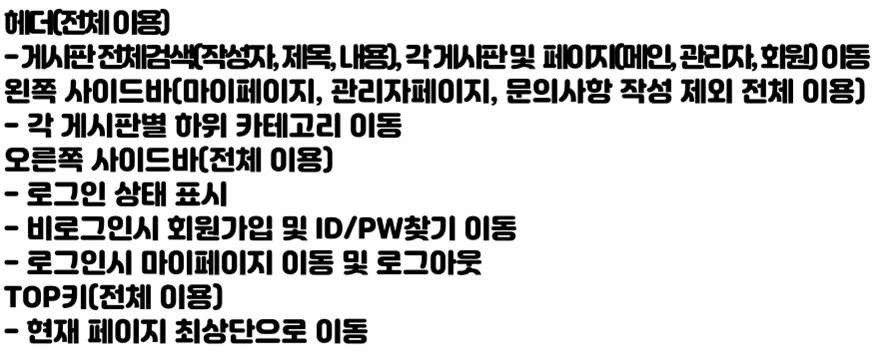 헤더(전체 이용)
- 게시판 전체검색(작성자, 제목, 내용), 각 게시판 및 페이지(메인, 관리자, 회원) 이동
왼쪽 사이드바(마이페이지, 관리자페이지, 문의사항 작성 제외 전체 이용)
- 각 게시판별 하위 카테고리 이동
오른쪽 사이드바(전체 이용)
- 로그인 상태 표시
- 비로그인시 회원가입 및 ID/PW찾기 이동
- 로그인시 마이페이지 이동 및 로그아웃
TOP키(전체 이용)
- 현재 페이지 최상단으로 이동